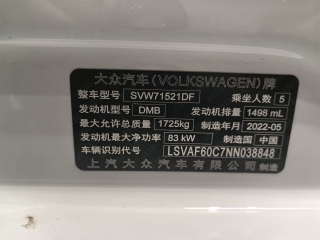 大众汽车(VOLKSWAGEN)牌
整车型号 SVW71521DF 乘坐人数 5
发动机型号 DMB 发动机排量 1498 mL
最大允许总质量 1725kg 制造年月 2022-05
发动机最大净功率 83 kW 制造国 中国
车辆识别代号 LSVAF60C7NN038848
上汽大众汽车有限公司 制造